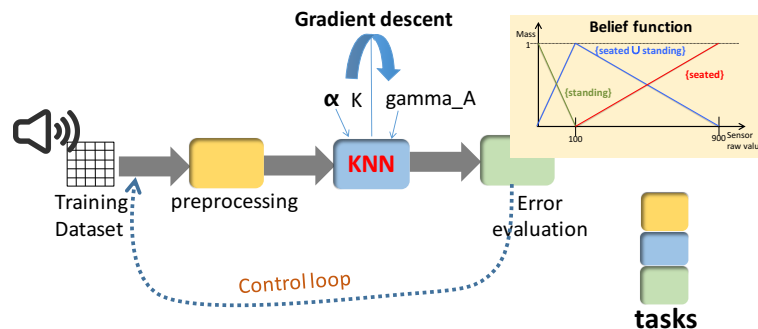 Gradient descent
α K gamma_A
Belief function
Mass
1
{seated U standing}
{seated}
{standing}
100
900
Sensor
raw value
KNN
Training
Dataset
preprocessing
Error
evaluation
Control loop
tasks